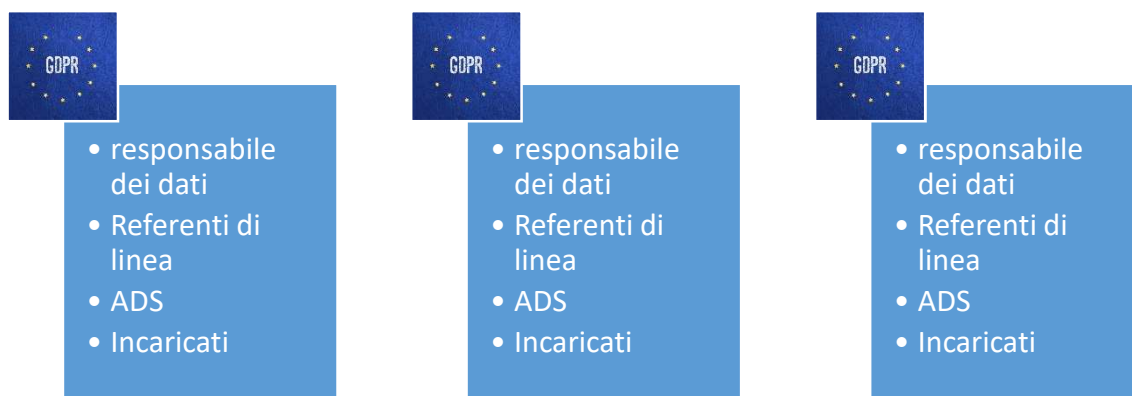 GDPR
• responsabile
dei dati
• Referenti di
linea
• ADS
• Incaricati
GDPR
• responsabile
dei dati
• Referenti di
linea
• ADS
• Incaricati
GDPR
• responsabile
dei dati
• Referenti di
linea
• ADS
• Incaricati